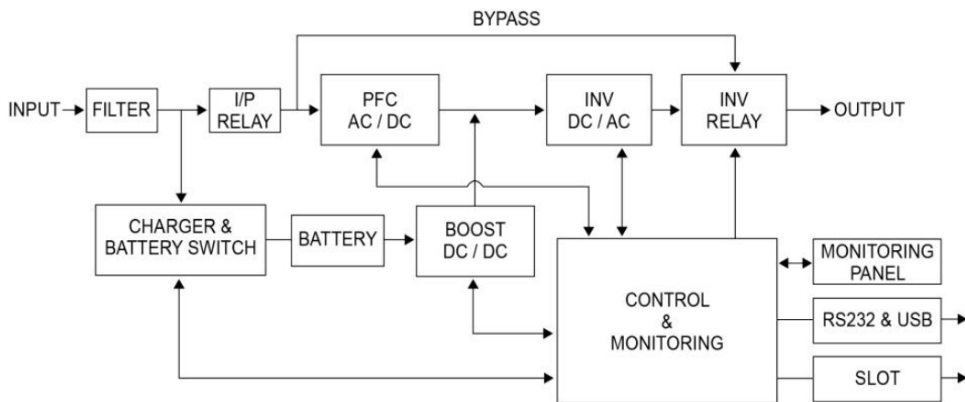 BYPASS
INPUT
FILTER
I/P
RELAY
PFC
AC / DC
INV
DC / AC
INV
RELAY
OUTPUT
CHARGER &
BATTERY SWITCH
BATTERY
BOOST
DC / DC
CONTROL
&
MONITORING
MONITORING
PANEL
RS232 & USB
SLOT